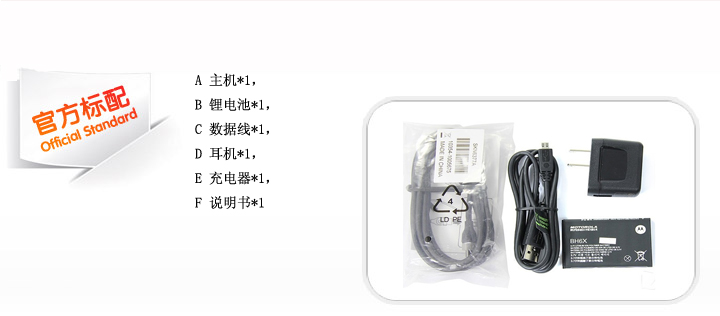 官方标配
Official Standard
A 主机*1,
B 锂电池*1,
C 数据线*1,
D 耳机*1,
E 充电器*1,
F 说明书*1
MADE IN CHINA
4
LD PE
MOTOROLA
BH6X